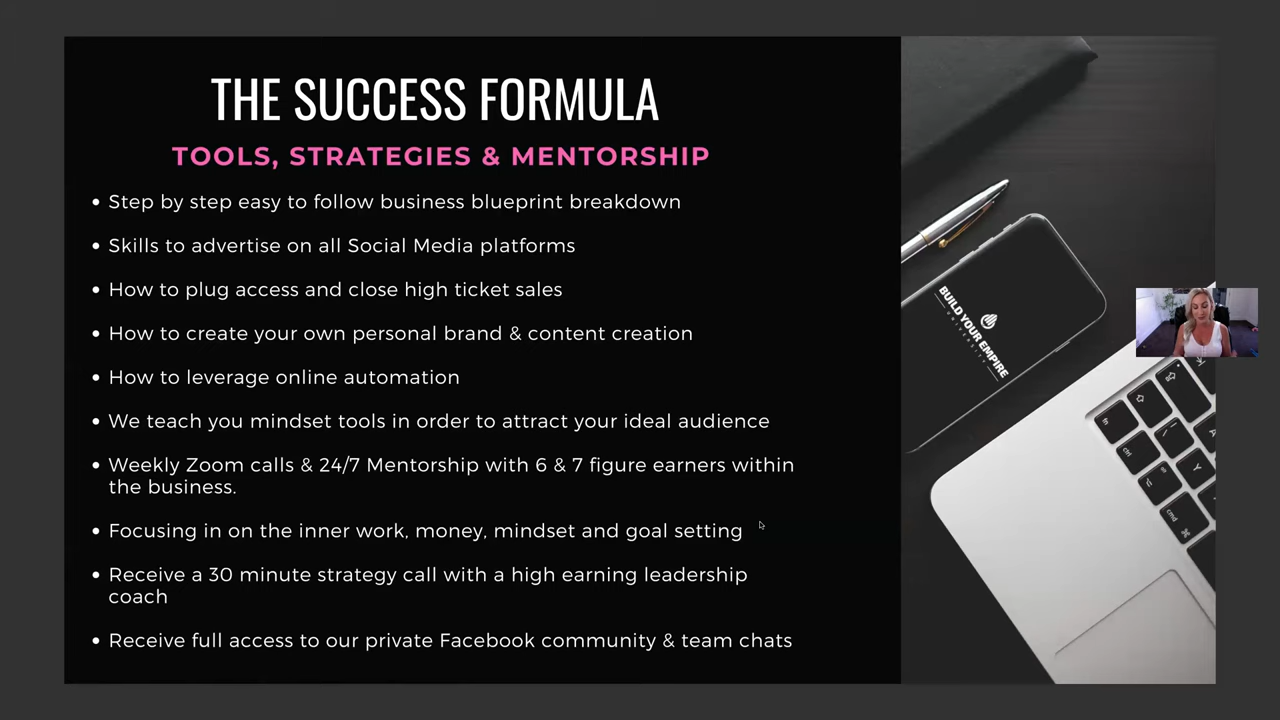 THE SUCCESS FORMULA
TOOLS, STRATEGIES & MENTORSHIP
• Step by step easy to follow business blueprint breakdown
• Skills to advertise on all Social Media platforms
• How to plug access and close high ticket sales
• How to create your own personal brand & content creation
• How to leverage online automation
• We teach you mindset tools in order to attract your ideal audience
• Weekly Zoom calls & 24/7 Mentorship with 6 & 7 figure earners within
the business.
• Focusing in on the inner work, money, mindset and goal setting
• Receive a 30 minute strategy call with a high earning leadership
coach
• Receive full access to our private Facebook community & team chats
BUILD YOUR EMPIRE
UNIVERSITY
fn
ctrl
cmd
A
Y